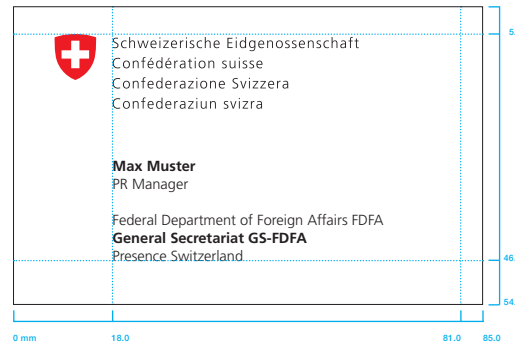 Schweizerische Eidgenossenschaft
Confédération suisse
Confederazione Svizzera
Confederaziun svizra
Max Muster
PR Manager
Federal Department of Foreign Affairs FDFA
General Secretariat GS-FDFA
Presence Switzerland
5.
46.
54.
0 mm 18.0 81.0 85.0